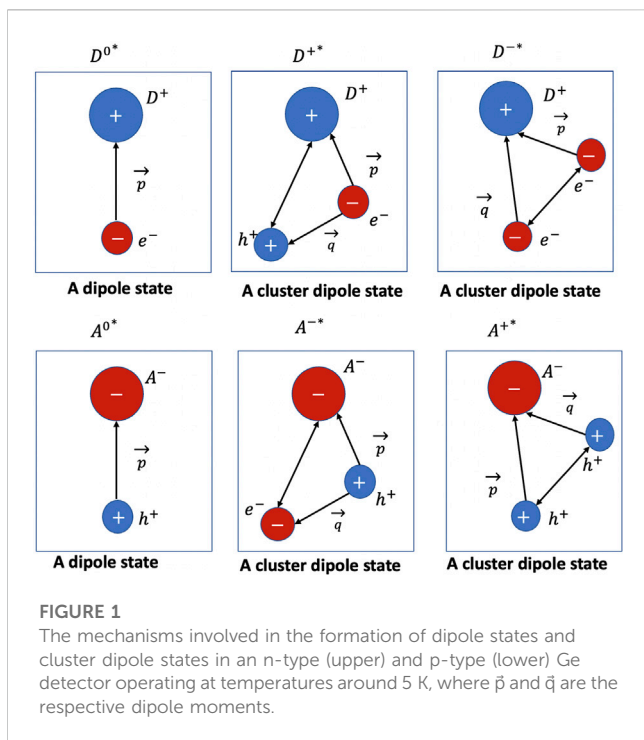 D⁰* D⁺* D⁻*
D⁺ D⁺ D⁺
+ + +
p⃗ p⃗ p⃗
−
− q⃗ e⁻
− e⁻ h⁺ + q⃗ e⁻ − e⁻
A dipole state A cluster dipole state A cluster dipole state
A⁰* A⁻* A⁺*
A⁻ A⁻ A⁻
− − −
q⃗
p⃗ p⃗ + h⁺
+ h⁺ e⁻ − q⃗ + h⁺ p⃗ + h⁺
A dipole state A cluster dipole state A cluster dipole state
FIGURE 1
The mechanisms involved in the formation of dipole states and
cluster dipole states in an n-type (upper) and p-type (lower) Ge
detector operating at temperatures around 5 K, where p⃗ and q⃗ are the
respective dipole moments.